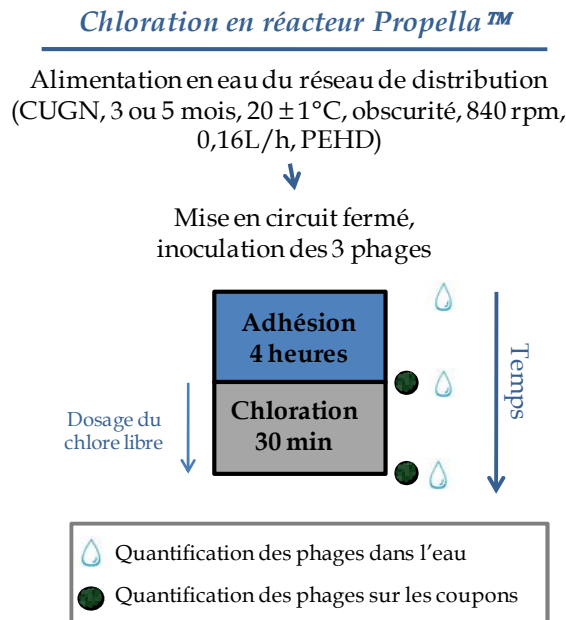 Chloration en réacteur Propella™
Alimentation en eau du réseau de distribution
(CUGN, 3 ou 5 mois, 20 ± 1°C, obscurité, 840 rpm,
0,16L/h, PEHD)
Mise en circuit fermé,
inoculation des 3 phages
Adhésion
4 heures
Temps
Dosage du
chlore libre
Chloration
30 min
Quantification des phages dans l'eau
Quantification des phages sur les coupons